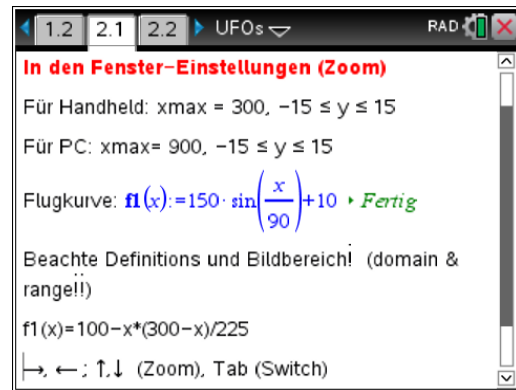 1.2 2.1 2.2 UFOs RAD
In den Fenster-Einstellungen (Zoom)
Für Handheld: xmax = 300, -15 ≤ y ≤ 15
Für PC: xmax= 900, -15 ≤ y ≤ 15
Flugkurve: f1(x):=150·sin(x/90)+10 ▸ Fertig
Beachte Definitions und Bildbereich! (domain &
range!!)
f1(x)=100-x*(300-x)/225
→, ←; ↑,↓ (Zoom), Tab (Switch)